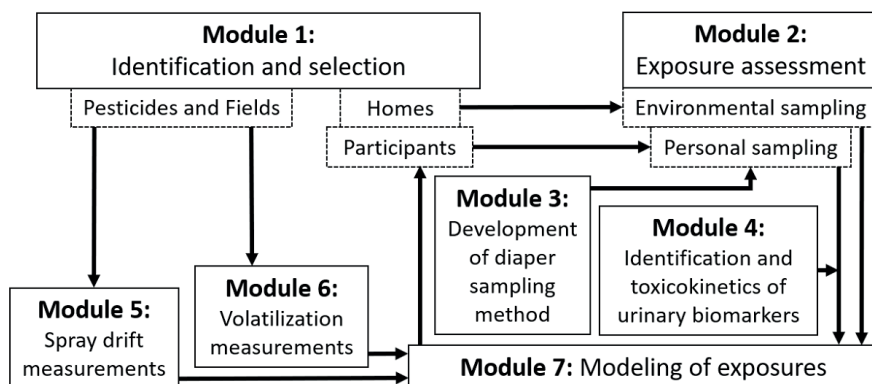 Module 1:
Identification and selection
Pesticides and Fields
Homes
Participants
Module 2:
Exposure assessment
Environmental sampling
Personal sampling
Module 3:
Development
of diaper
sampling
method
Module 4:
Identification and
toxicokinetics of
urinary biomarkers
Module 5:
Spray drift
measurements
Module 6:
Volatilization
measurements
Module 7: Modeling of exposures